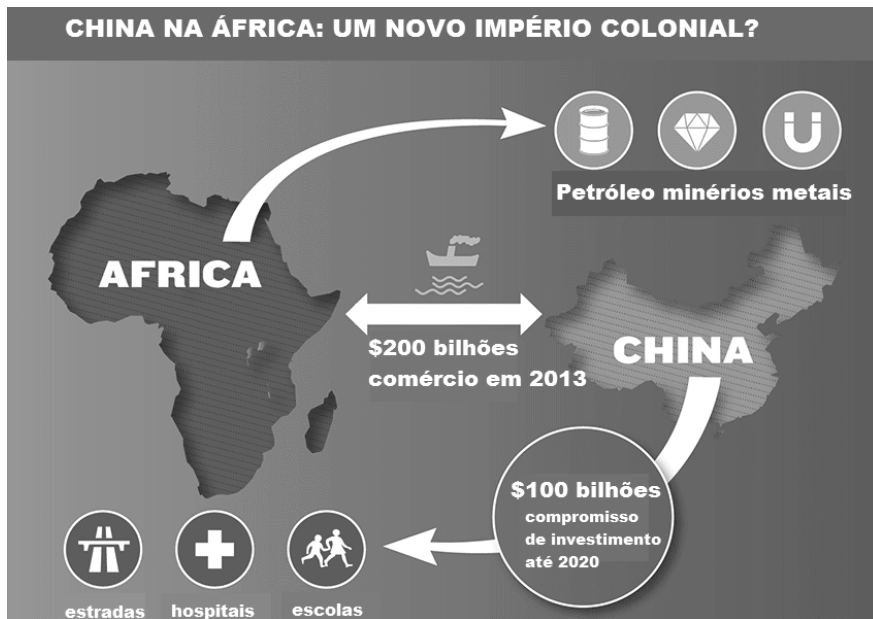 CHINA NA ÁFRICA: UM NOVO IMPÉRIO COLONIAL?
Petróleo minérios metais
AFRICA
$200 bilhões
comércio em 2013
CHINA
$100 bilhões
compromisso
de investimento
até 2020
estradas hospitais escolas